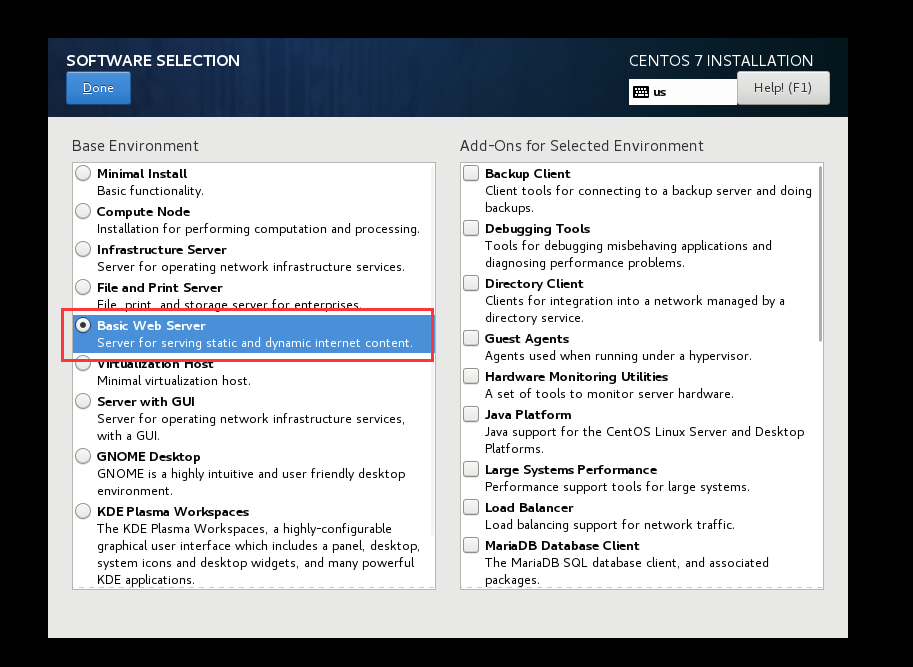 SOFTWARE SELECTION
CENTOS 7 INSTALLATION
Done
us
Help! (F1)
Base Environment
Minimal Install
Basic functionality.
Compute Node
Installation for performing computation and processing.
Infrastructure Server
Server for operating network infrastructure services.
File and Print Server
File, print, and storage server for enterprises.
Basic Web Server
Server for serving static and dynamic internet content.
Virtualization Host
Minimal virtualization host.
Server with GUI
Server for operating network infrastructure services,
with a GUI.
GNOME Desktop
GNOME is a highly intuitive and user friendly desktop
environment.
KDE Plasma Workspaces
The KDE Plasma Workspaces, a highly-configurable
graphical user interface which includes a panel, desktop,
system icons and desktop widgets, and many powerful
KDE applications.
Add-Ons for Selected Environment
Backup Client
Client tools for connecting to a backup server and doing
backups.
Debugging Tools
Tools for debugging misbehaving applications and
diagnosing performance problems.
Directory Client
Clients for integration into a network managed by a
directory service.
Guest Agents
Agents used when running under a hypervisor.
Hardware Monitoring Utilities
A set of tools to monitor server hardware.
Java Platform
Java support for the CentOS Linux Server and Desktop
Platforms.
Large Systems Performance
Performance support tools for large systems.
Load Balancer
Load balancing support for network traffic.
MariaDB Database Client
The MariaDB SQL database client, and associated
packages.